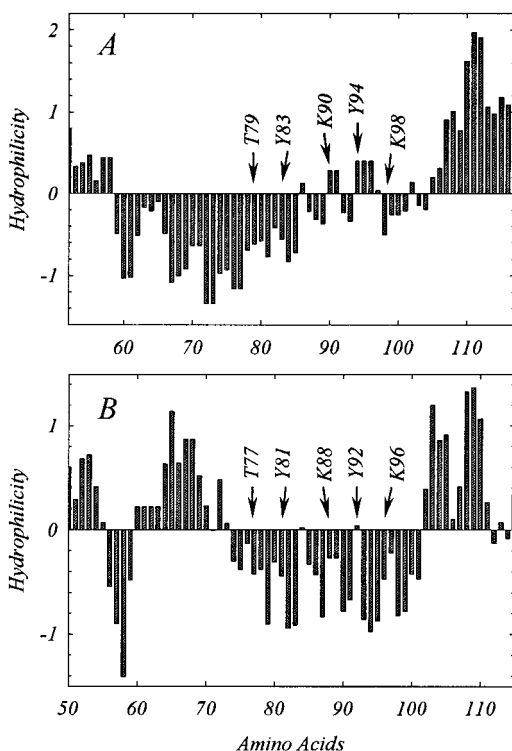 A
Hydrophilicity
2
1
0
-1
T79
Y83
K90
Y94
K98
60
70
80
90
100
110
B
Hydrophilicity
1
0
-1
T77
Y81
K88
Y92
K96
50
60
70
80
90
100
110
Amino Acids